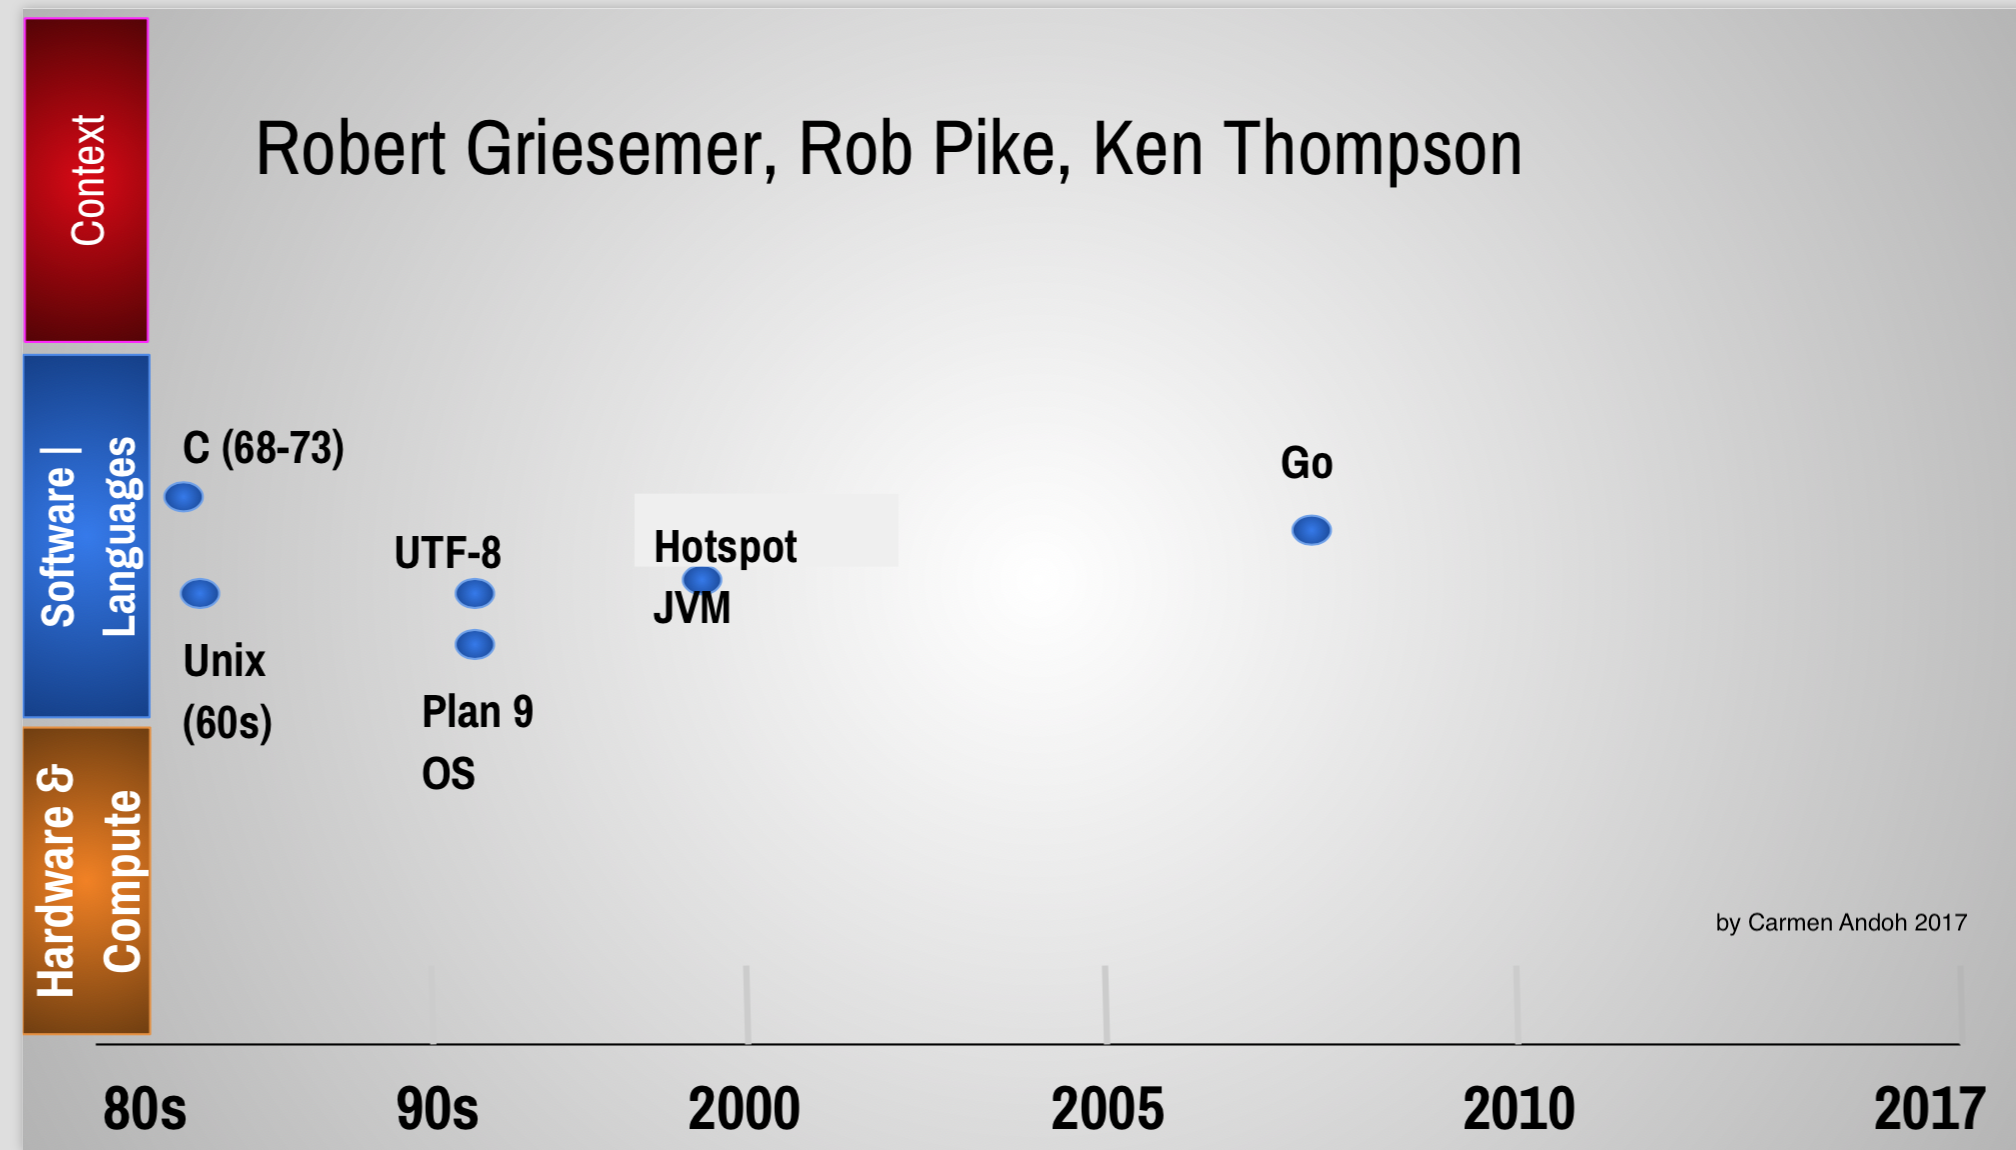 Context
Robert Griesemer, Rob Pike, Ken Thompson
Software |
Languages
C (68-73)
Unix
(60s)
UTF-8
Plan 9
OS
Hotspot
JVM
Go
Hardware &
Compute
by Carmen Andoh 2017
80s
90s
2000
2005
2010
2017